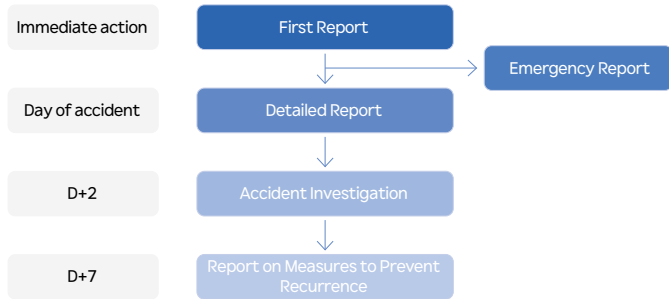 Immediate action
First Report
Emergency Report
Day of accident
Detailed Report
D+2
Accident Investigation
D+7
Report on Measures to Prevent
Recurrence